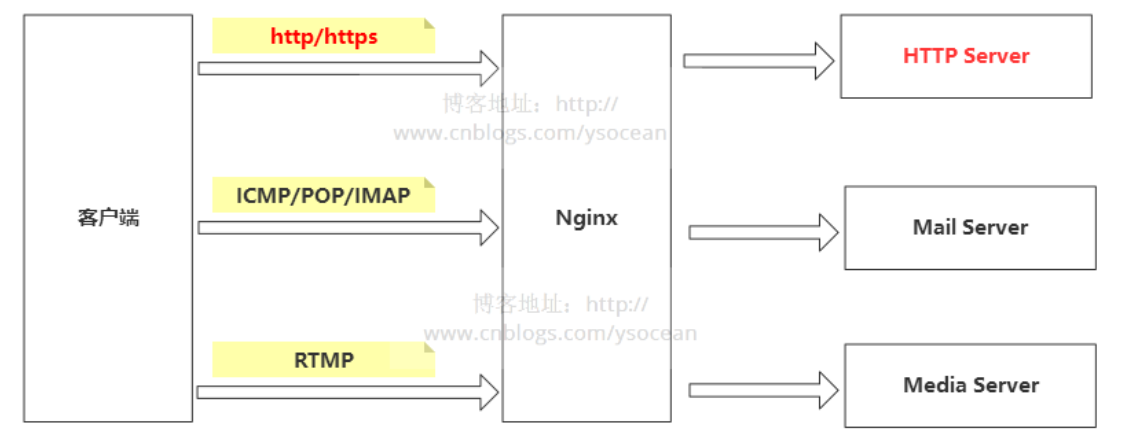 http/https
HTTP Server
博客地址：http://
www.cnblogs.com/ysocean
ICMP/POP/IMAP
客户端
Nginx
Mail Server
博客地址：http://
www.cnblogs.com/ysocean
RTMP
Media Server